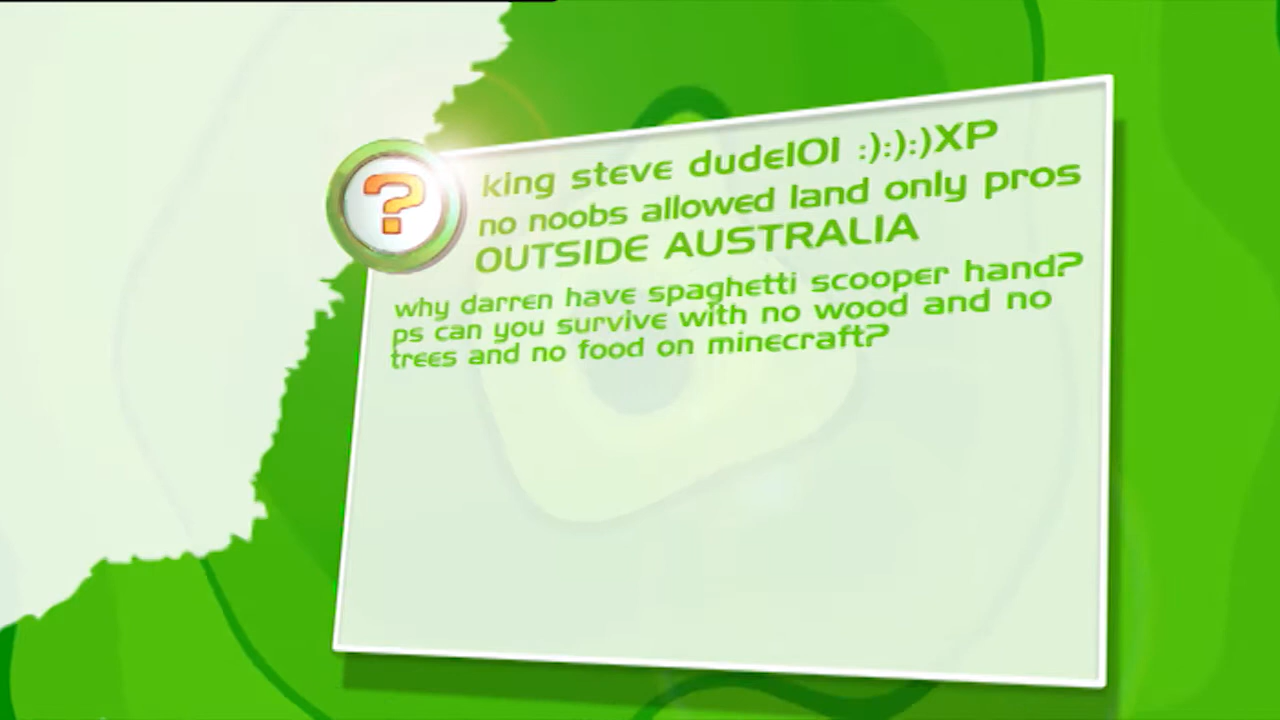 ?
king steve dude101 :):):)XP
no noobs allowed land only pros
OUTSIDE AUSTRALIA
why darren have spaghetti scooper hand?
ps can you survive with no wood and no
trees and no food on minecraft?